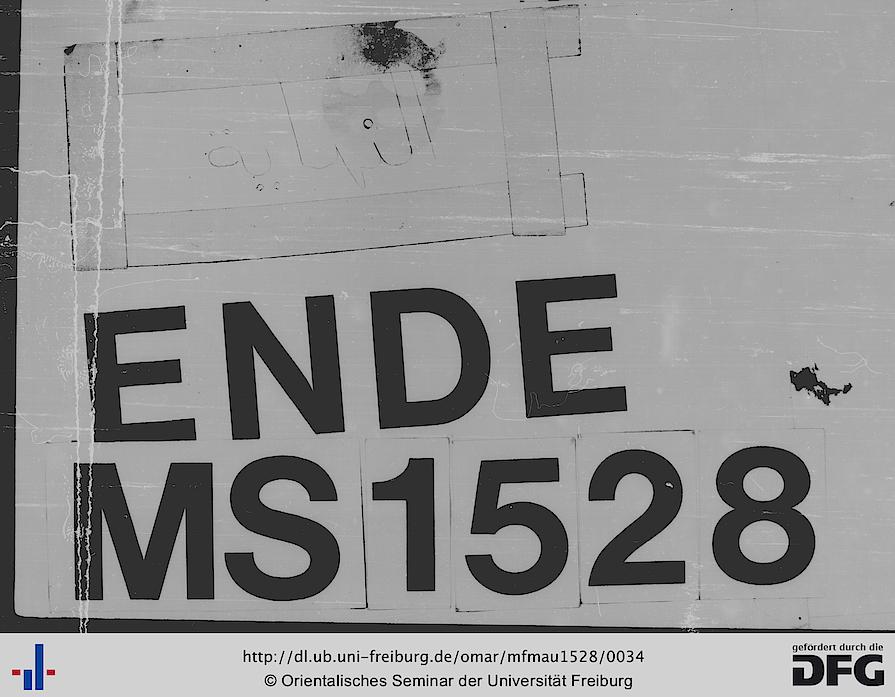 ENDE
MS1528
http://dl.ub.uni-freiburg.de/omar/mfmau1528/0034
© Orientalisches Seminar der Universität Freiburg
gefördert durch die
DFG